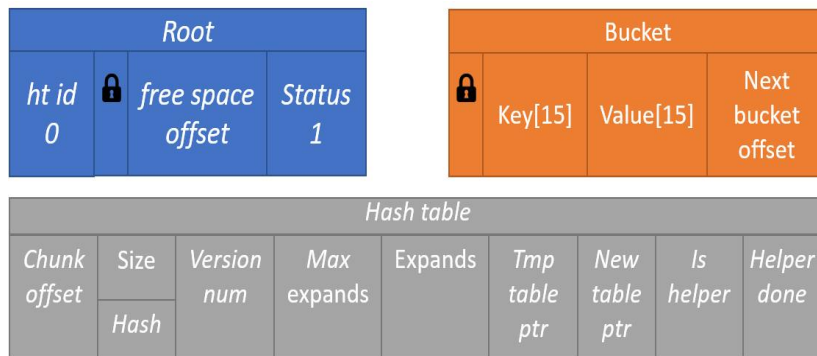 Root
ht id
0
free space
offset
Status
1
Bucket
Key[15]
Value[15]
Next
bucket
offset
Hash table
Chunk
offset
Size
Hash
Version
num
Max
expands
Expands
Tmp
table
ptr
New
table
ptr
Is
helper
Helper
done